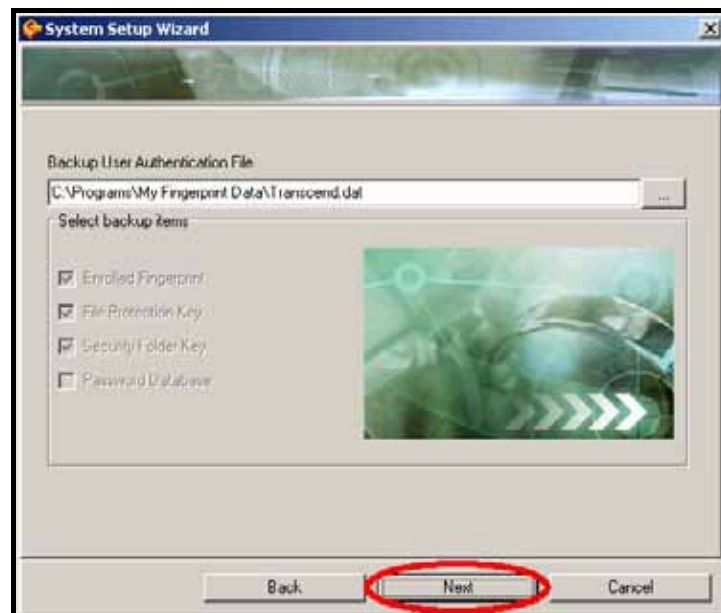 System Setup Wizard
Backup User Authentication File
C:\Programs\My Fingerprint Data\Transcend.dat
...
Select backup items
Enrolled Fingerprint
File Protection Key
Security Folder Key
Password Database
Back
Next
Cancel